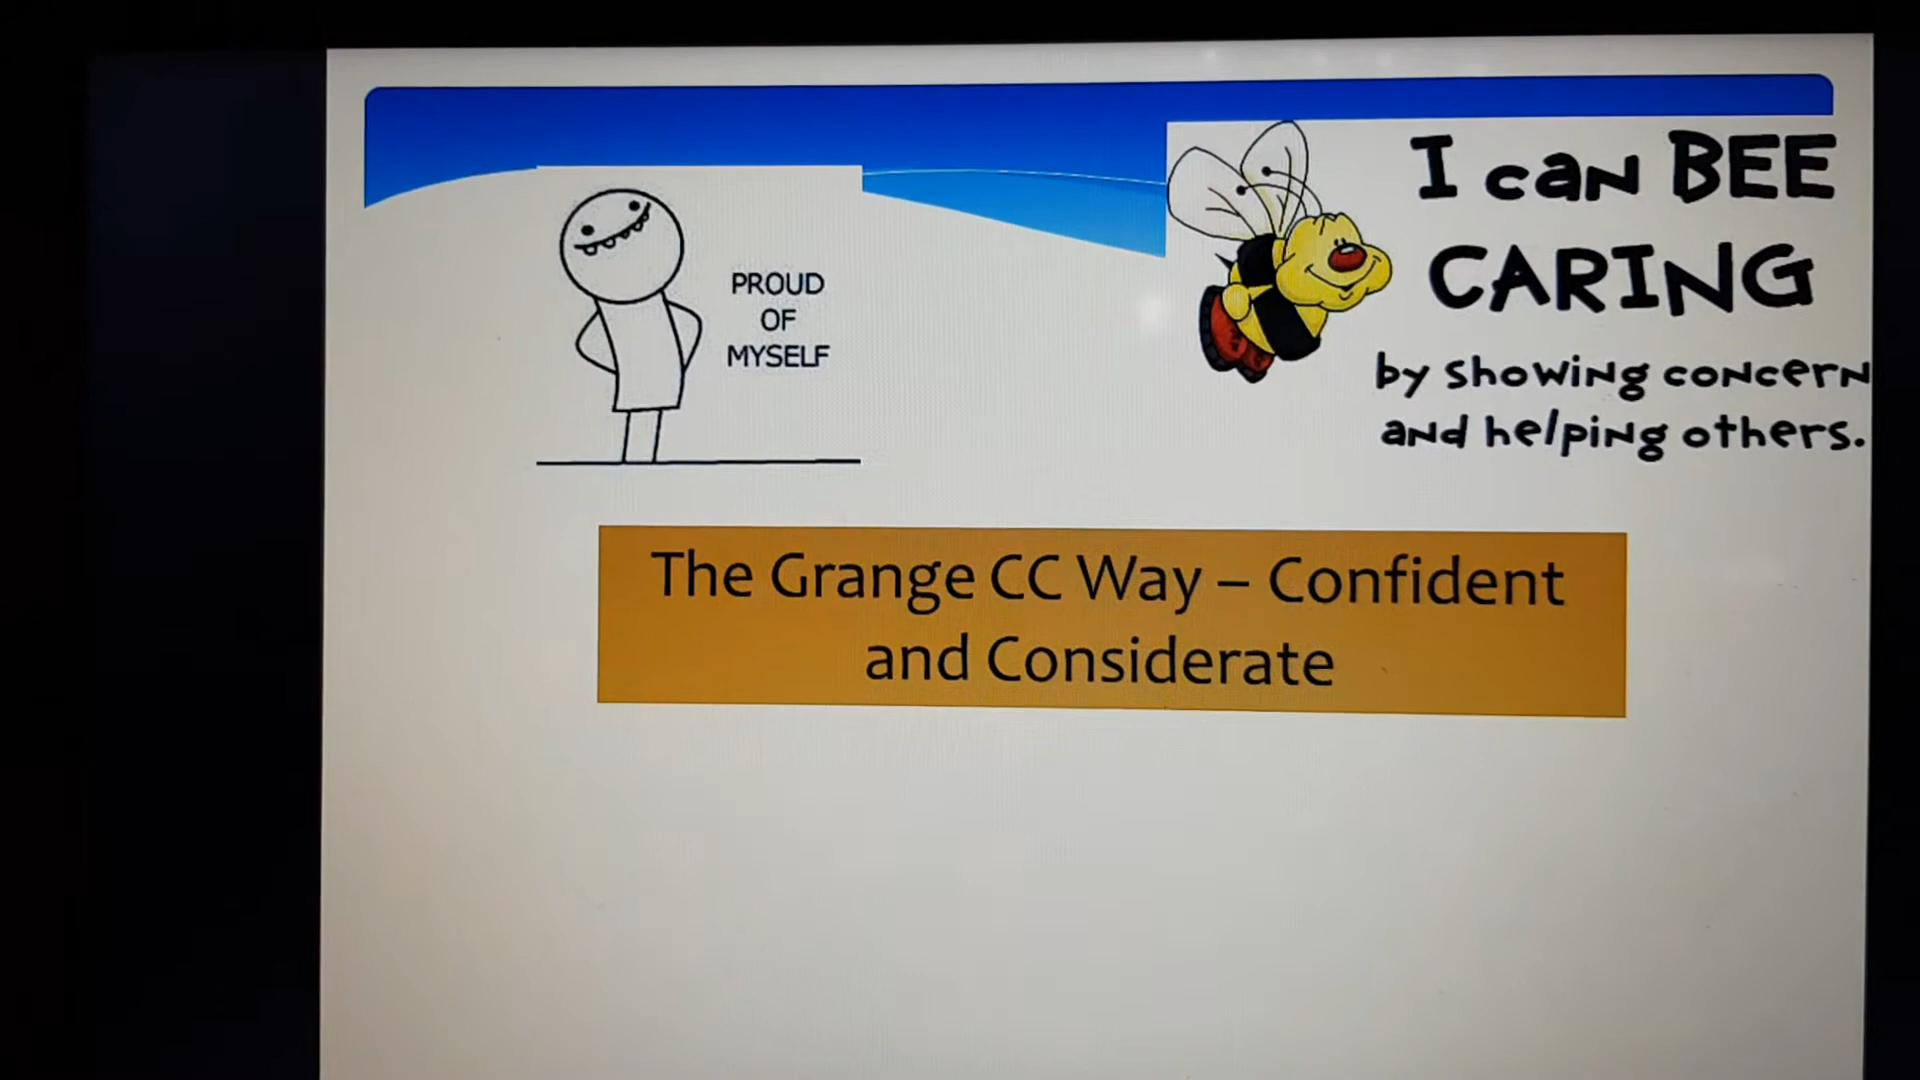 PROUD
OF
MYSELF
I can BEE
CARING
by showing concern
and helping others.
The Grange CC Way – Confident
and Considerate